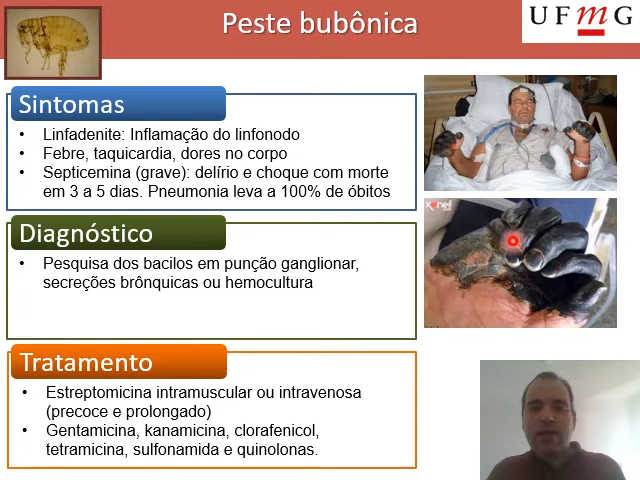 Peste bubônica
UFmG
Sintomas
• Linfadenite: Inflamação do linfonodo
• Febre, taquicardia, dores no corpo
• Septicemina (grave): delírio e choque com morte
em 3 a 5 dias. Pneumonia leva a 100% de óbitos
Diagnóstico
• Pesquisa dos bacilos em punção ganglionar,
secreções brônquicas ou hemocultura
Tratamento
• Estreptomicina intramuscular ou intravenosa
(precoce e prolongado)
• Gentamicina, kanamicina, clorafenicol,
tetramicina, sulfonamida e quinolonas.